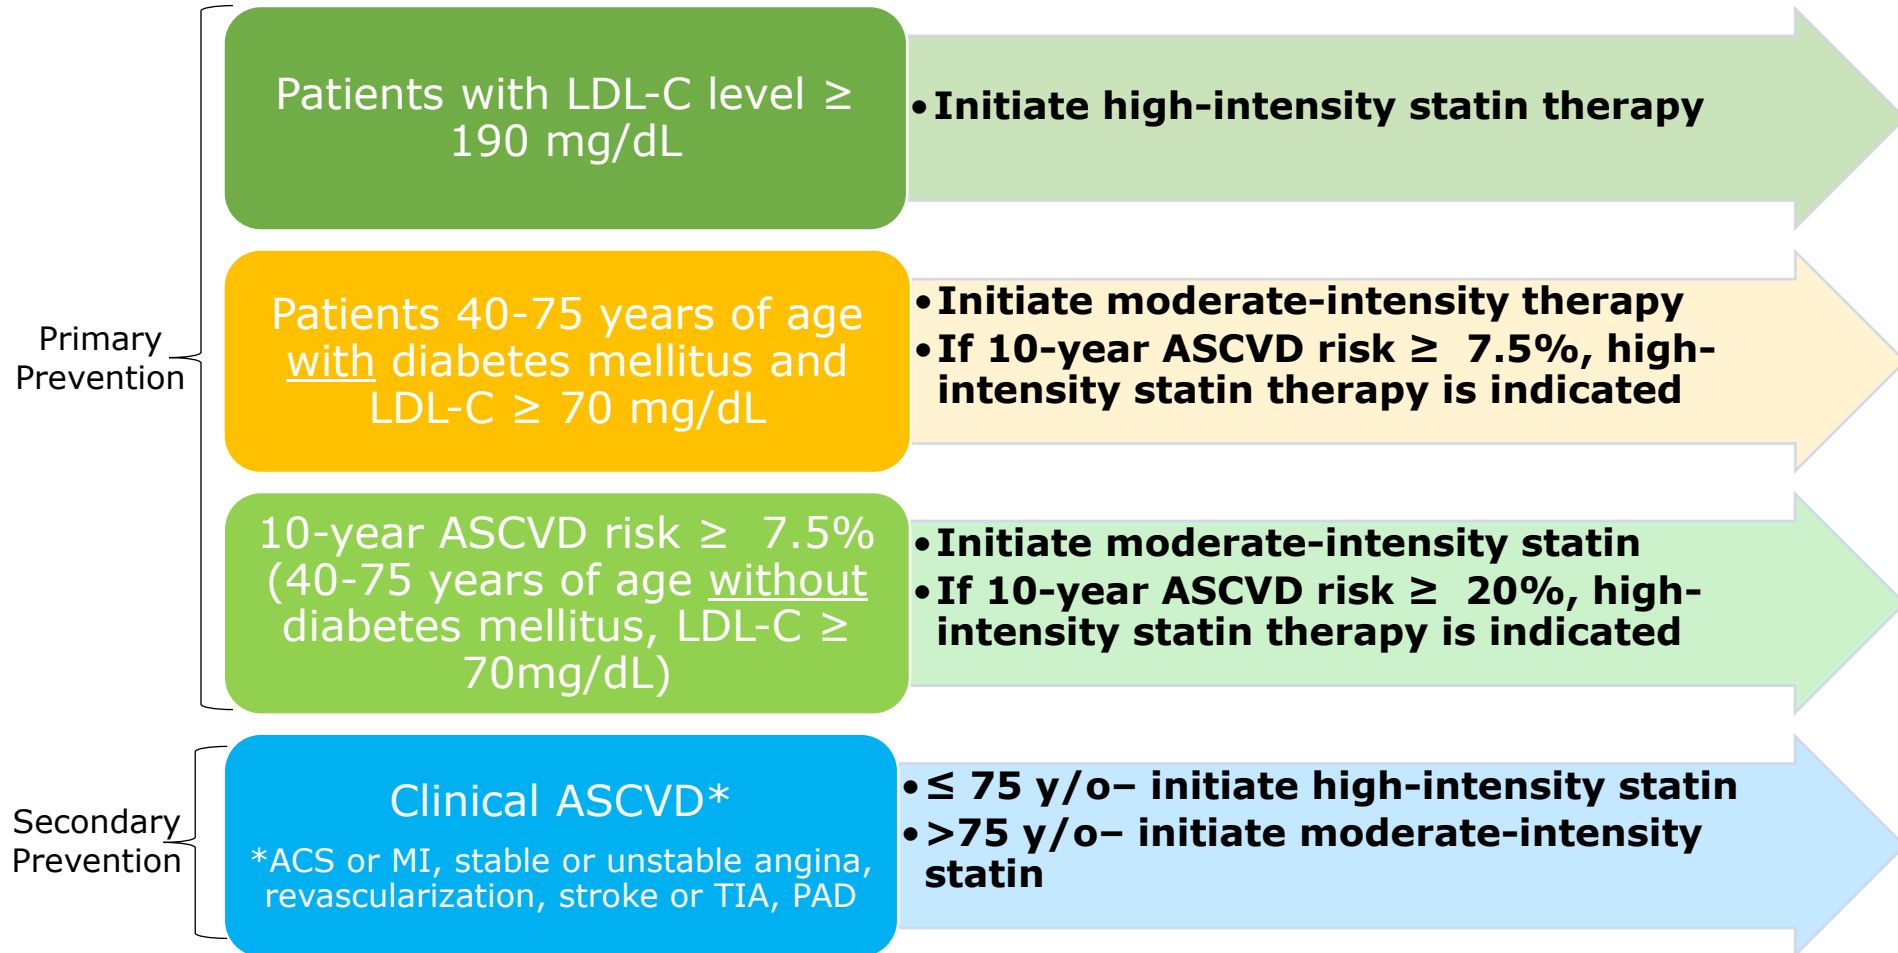 Patients with LDL-C level ≥
190 mg/dL
•Initiate high-intensity statin therapy
Primary
Prevention
Patients 40-75 years of age
with diabetes mellitus and
LDL-C ≥ 70 mg/dL
•Initiate moderate-intensity therapy
•If 10-year ASCVD risk ≥  7.5%, high-
intensity statin therapy is indicated
10-year ASCVD risk ≥  7.5%
(40-75 years of age without
diabetes mellitus, LDL-C ≥
70mg/dL)
•Initiate moderate-intensity statin
•If 10-year ASCVD risk ≥  20%, high-
intensity statin therapy is indicated
Secondary
Prevention
Clinical ASCVD*
*ACS or MI, stable or unstable angina,
revascularization, stroke or TIA, PAD
•≤ 75 y/o– initiate high-intensity statin
•>75 y/o– initiate moderate-intensity
statin